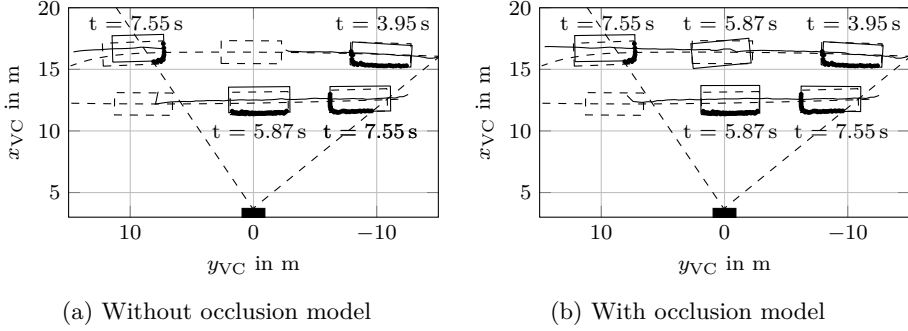 20
t = 7.55 s
t = 3.95 s
15
10
5
t = 5.87 s
t = 7.55 s
10
0
−10
x_VC in m
y_VC in m
(a) Without occlusion model
20
t = 7.55 s
t = 5.87 s
t = 3.95 s
15
10
5
t = 5.87 s
t = 7.55 s
10
0
−10
x_VC in m
y_VC in m
(b) With occlusion model